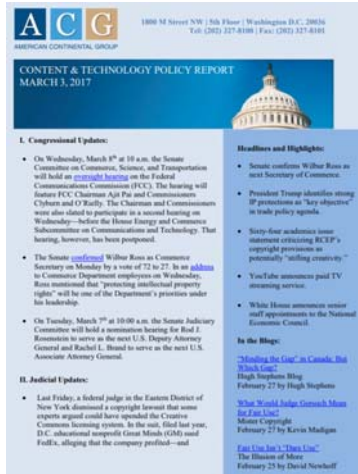 ACG
AMERICAN CONTINENTAL GROUP
1800 M Street NW | 5th Floor | Washington D.C. 20036
Tel: (202) 327-8100 | Fax: (202) 327-8101
CONTENT & TECHNOLOGY POLICY REPORT
MARCH 3, 2017
I. Congressional Updates:
• On Wednesday, March 8th at 10 a.m. the Senate
Committee on Commerce, Science, and Transportation
will hold an oversight hearing on the Federal
Communications Commission (FCC). The hearing will
feature FCC Chairman Ajit Pai and Commissioners
Clyburn and O'Rielly. The Chairman and Commissioners
were also slated to participate in a second hearing on
Wednesday—before the House Energy and Commerce
Subcommittee on Communications and Technology. That
hearing, however, has been postponed.
• The Senate confirmed Wilbur Ross as Commerce
Secretary on Monday by a vote of 72 to 27. In an address
to Commerce Department employees on Wednesday,
Ross mentioned that "protecting intellectual property
rights" will be one of the Department's priorities under
his leadership.
• On Tuesday, March 7th at 10:00 a.m. the Senate Judiciary
Committee will hold a nomination hearing for Rod J.
Rosenstein to serve as the next U.S. Deputy Attorney
General and Rachel L. Brand to serve as the next U.S.
Associate Attorney General.
II. Judicial Updates:
• Last Friday, a federal judge in the Eastern District of
New York dismissed a copyright lawsuit that some
experts argued could have upended the Creative
Commons licensing system. In the suit, filed last year,
D.C. educational nonprofit Great Minds (GM) sued
FedEx, alleging that the company profited—and
Headlines and Highlights:
• Senate confirms Wilbur Ross as
next Secretary of Commerce.
• President Trump identifies strong
IP protections as "key objective"
in trade policy agenda.
• Sixty-four academics issue
statement criticizing RCEP's
copyright provisions as
potentially "stifling creativity."
• YouTube announces paid TV
streaming service.
• White House announces senior
staff appointments to the National
Economic Council.
In the Blogs:
"Minding the Gap" in Canada: But
Which Gap?
Hugh Stephens Blog
February 27 by Hugh Stephens
What Would Judge Gorsuch Mean
for Fair Use?
Mister Copyright
February 27 by Kevin Madigan
Fair Use Isn't "Dare Use"
The Illusion of More
February 25 by David Newhoff